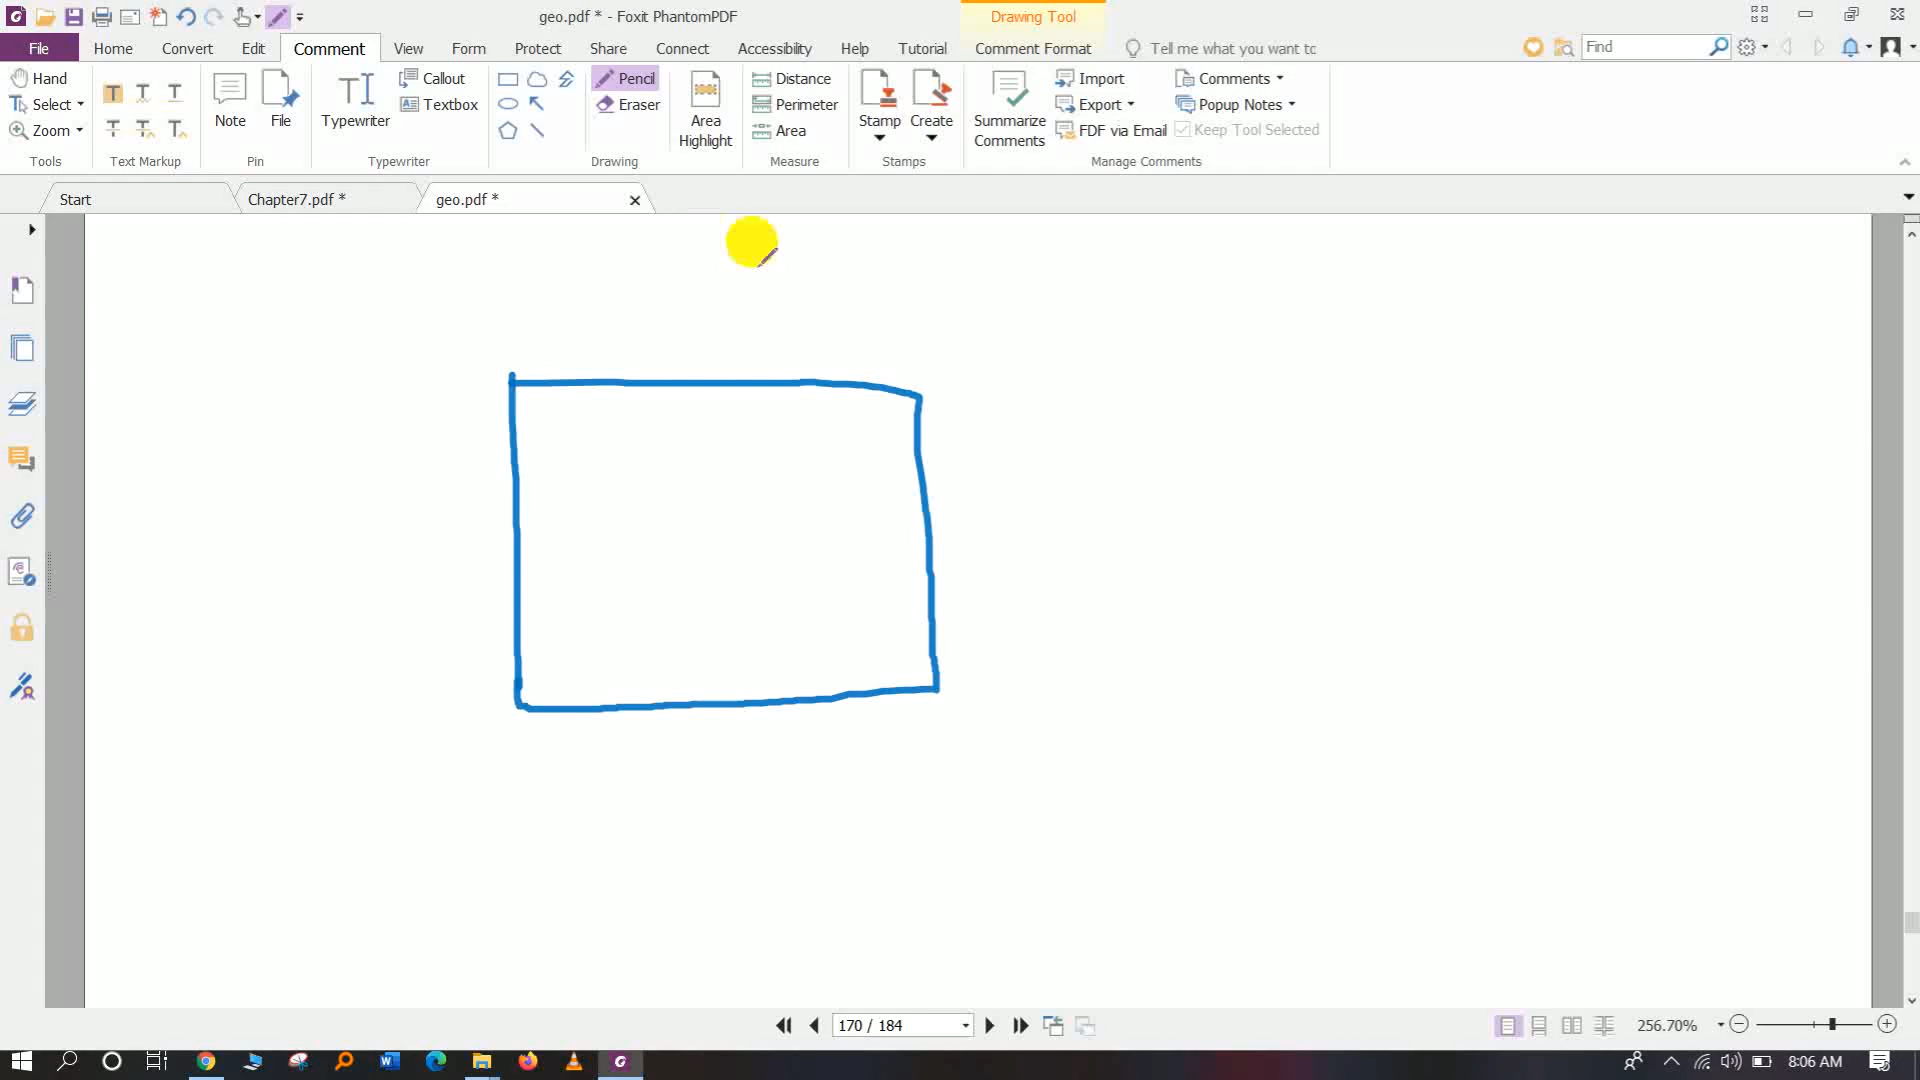 geo.pdf * - Foxit PhantomPDF
Drawing Tool
File Home Convert Edit Comment View Form Protect Share Connect Accessibility Help Tutorial Comment Format Tell me what you want tc Find
Hand
Select
Zoom
Tools
Text Markup
Note
File
Pin
Typewriter
Callout
Textbox
Typewriter
Pencil
Eraser
Drawing
Area
Highlight
Distance
Perimeter
Area
Measure
Stamp
Create
Stamps
Summarize
Comments
Import
Export
FDF via Email
Comments
Popup Notes
Keep Tool Selected
Manage Comments
Start
Chapter7.pdf *
geo.pdf *
170 / 184
256.70%
8:06 AM